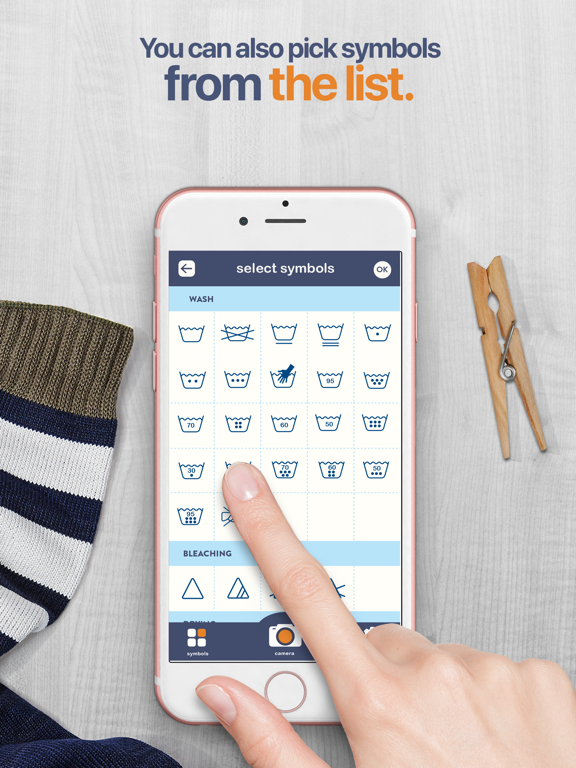 You can also pick symbols
from the list.
select symbols
OK
WASH
95
70
60
50
30
70
60
50
95
BLEACHING
symbols
camera